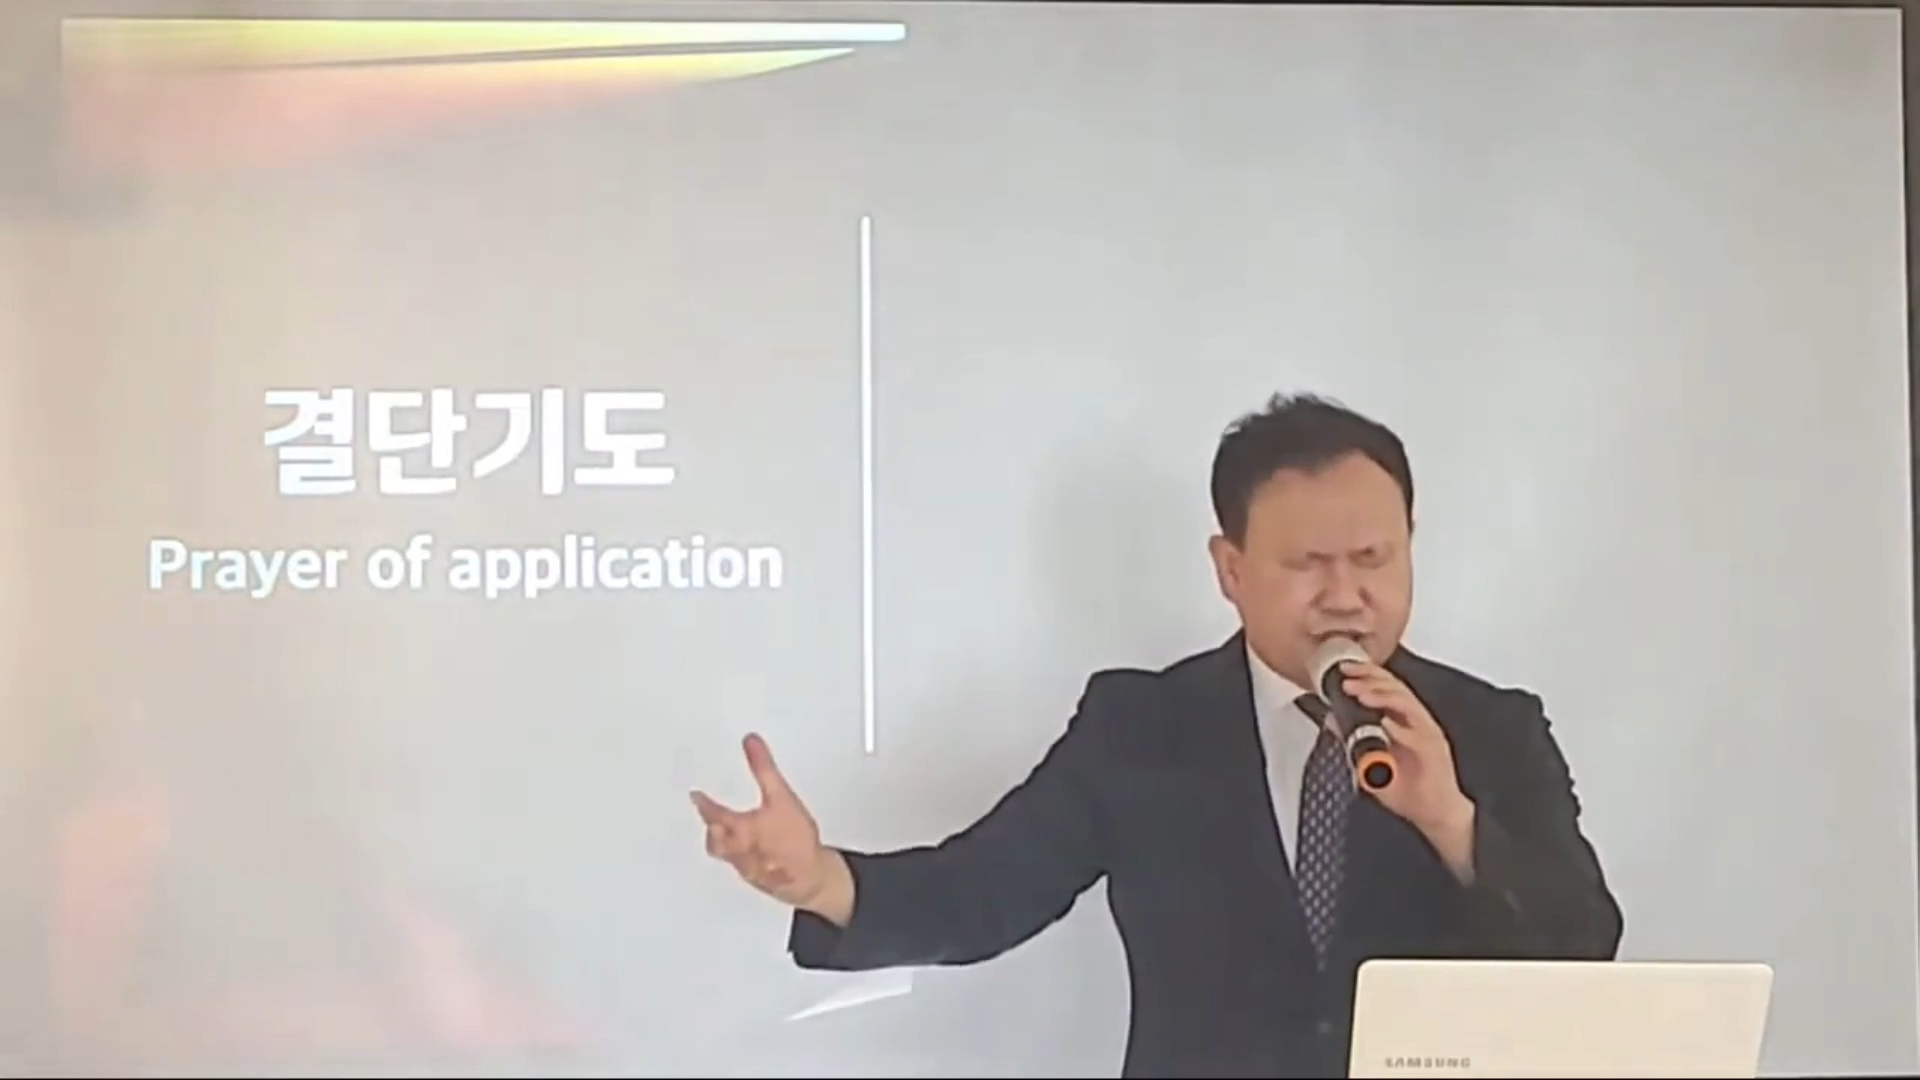 결단기도
Prayer of application
SAMSUNG